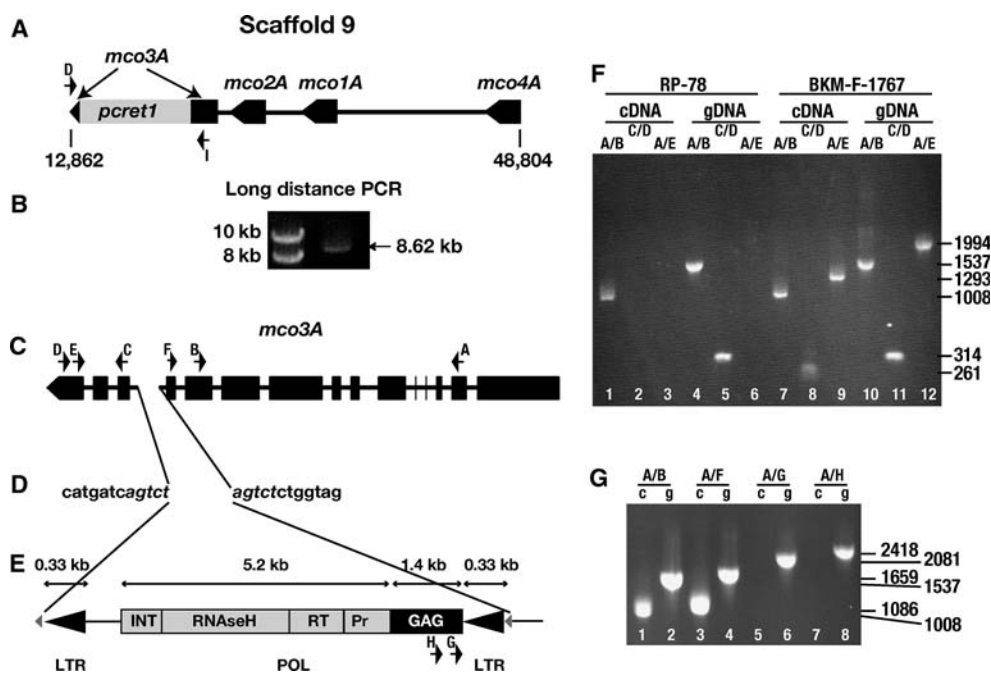 A
Scaffold 9
mco3A
D
mco2A
mco1A
mco4A
pcret1
I
12,862
48,804
B
Long distance PCR
10 kb
8 kb
8.62 kb
mco3A
C
D E C F B A
D
catgatcagtct
agtctctggtag
E
0.33 kb
5.2 kb
1.4 kb
0.33 kb
INT RNAseH RT Pr GAG
H G
LTR
POL
LTR
F
RP-78
BKM-F-1767
cDNA gDNA cDNA gDNA
C/D C/D C/D C/D
A/B A/E A/B A/E A/B A/E A/B A/E
1994
1537
1293
1008
314
261
1 2 3 4 5 6 7 8 9 10 11 12
G
A/B A/F A/G A/H
c g c g c g c g
2418
2081
1659
1537
1086
1008
1 2 3 4 5 6 7 8